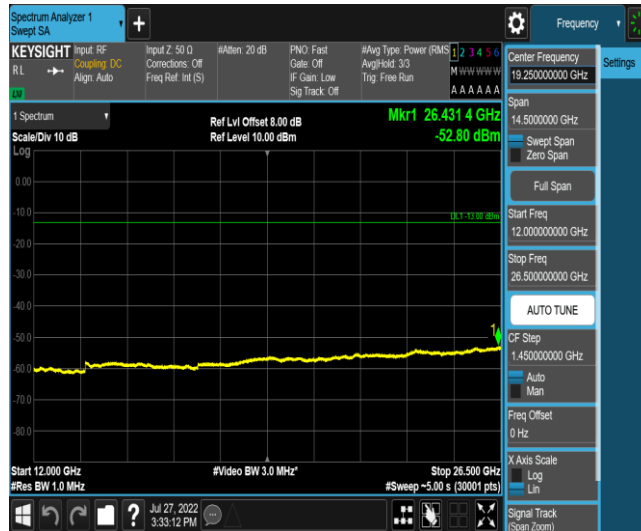 Spectrum Analyzer 1
Swept SA
Frequency
KEYSIGHT
Input: RF
Input Z: 50 Ω
#Atten: 20 dB
PNO: Fast
#Avg Type: Power (RMS
1 2 3 4 5 6
RL
Coupling: DC
Corrections: Off
Gate: Off
Avg|Hold: 3/3
M W W W W W
Align: Auto
Freq Ref: Int (S)
IF Gain: Low
Trig: Free Run
Sig Track: Off
A A A A A A
LXI
1 Spectrum
Ref Lvl Offset 8.00 dB
Mkr1 26.431 4 GHz
Scale/Div 10 dB
Ref Level 10.00 dBm
-52.80 dBm
Log
0.00
-10.0
DL1 -13.00 dBm
-20.0
-30.0
-40.0
-50.0
1
-60.0
-70.0
-80.0
Start 12.000 GHz
#Video BW 3.0 MHz*
Stop 26.500 GHz
#Res BW 1.0 MHz
#Sweep ~5.00 s (30001 pts)
Jul 27, 2022
3:33:12 PM
Center Frequency
19.250000000 GHz
Settings
Span
14.5000000 GHz
Swept Span
Zero Span
Full Span
Start Freq
12.000000000 GHz
Stop Freq
26.500000000 GHz
AUTO TUNE
CF Step
1.450000000 GHz
Auto
Man
Freq Offset
0 Hz
X Axis Scale
Log
Lin
Signal Track
(Span Zoom)